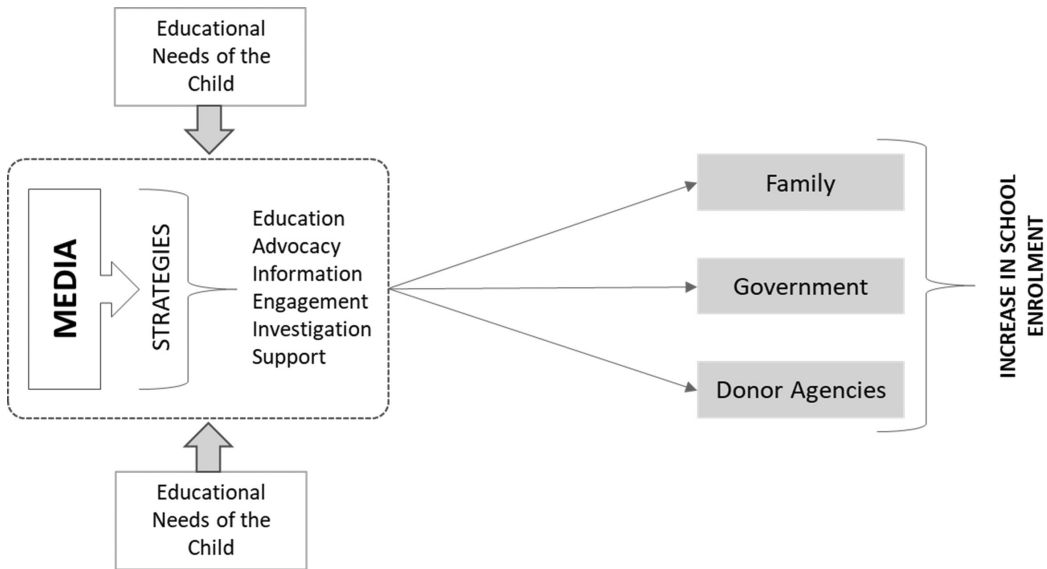 Educational
Needs of the
Child
MEDIA
STRATEGIES
Education
Advocacy
Information
Engagement
Investigation
Support
Family
Government
Donor Agencies
INCREASE IN SCHOOL
ENROLMENT
Educational
Needs of the
Child